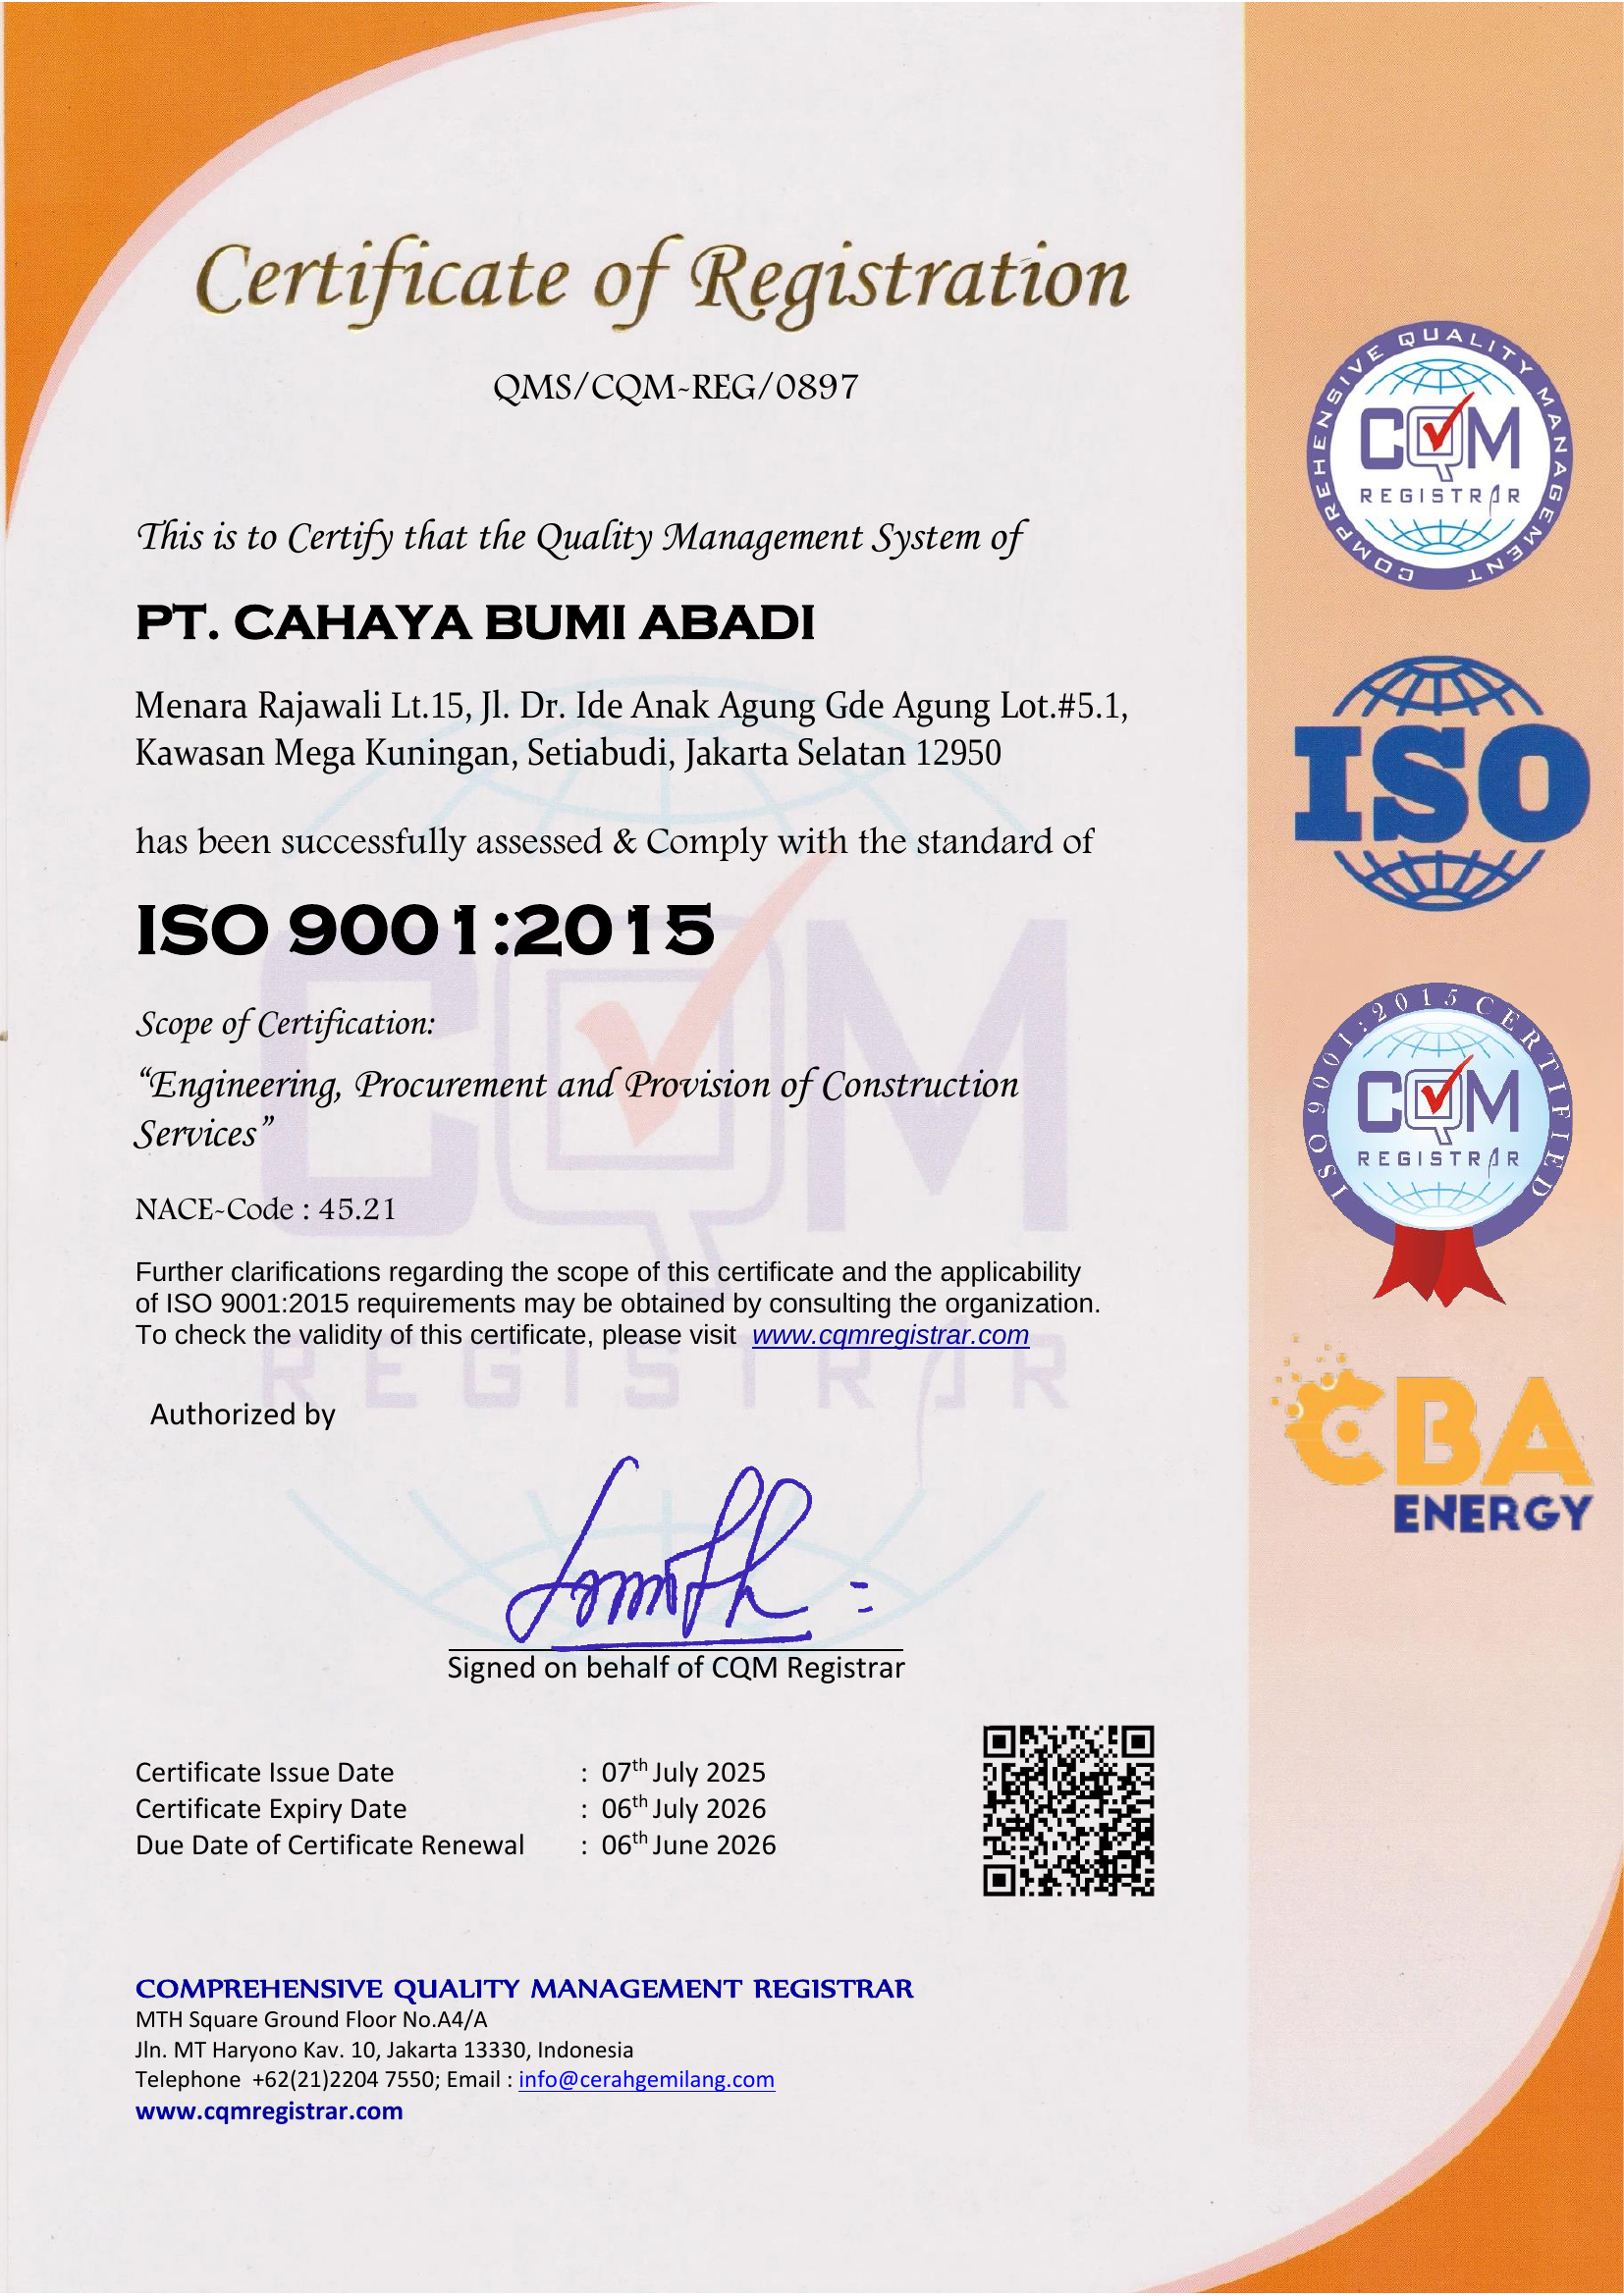 Certificate of Registration
QMS/CQM-REG/0897
This is to Certify that the Quality Management System of
PT. CAHAYA BUMI ABADI
Menara Rajawali Lt.15, Jl. Dr. Ide Anak Agung Gde Agung Lot.#5.1,
Kawasan Mega Kuningan, Setiabudi, Jakarta Selatan 12950
has been successfully assessed & Comply with the standard of
ISO 9001:2015
Scope of Certification:
“Engineering, Procurement and Provision of Construction
Services”
NACE-Code : 45.21
Further clarifications regarding the scope of this certificate and the applicability
of ISO 9001:2015 requirements may be obtained by consulting the organization.
To check the validity of this certificate, please visit www.cqmregistrar.com
Authorized by
Signed on behalf of CQM Registrar
Certificate Issue Date : 07th July 2025
Certificate Expiry Date : 06th July 2026
Due Date of Certificate Renewal : 06th June 2026
COMPREHENSIVE QUALITY MANAGEMENT REGISTRAR
MTH Square Ground Floor No.A4/A
Jln. MT Haryono Kav. 10, Jakarta 13330, Indonesia
Telephone +62(21)2204 7550; Email : info@cerahgemilang.com
www.cqmregistrar.com
COMPREHENSIVE QUALITY MANAGEMENT
CQM
REGISTRAR
ISO
ISO 9001:2015 CERTIFIED
CQM
REGISTRAR
CBA
ENERGY
CQM
REGISTRAR